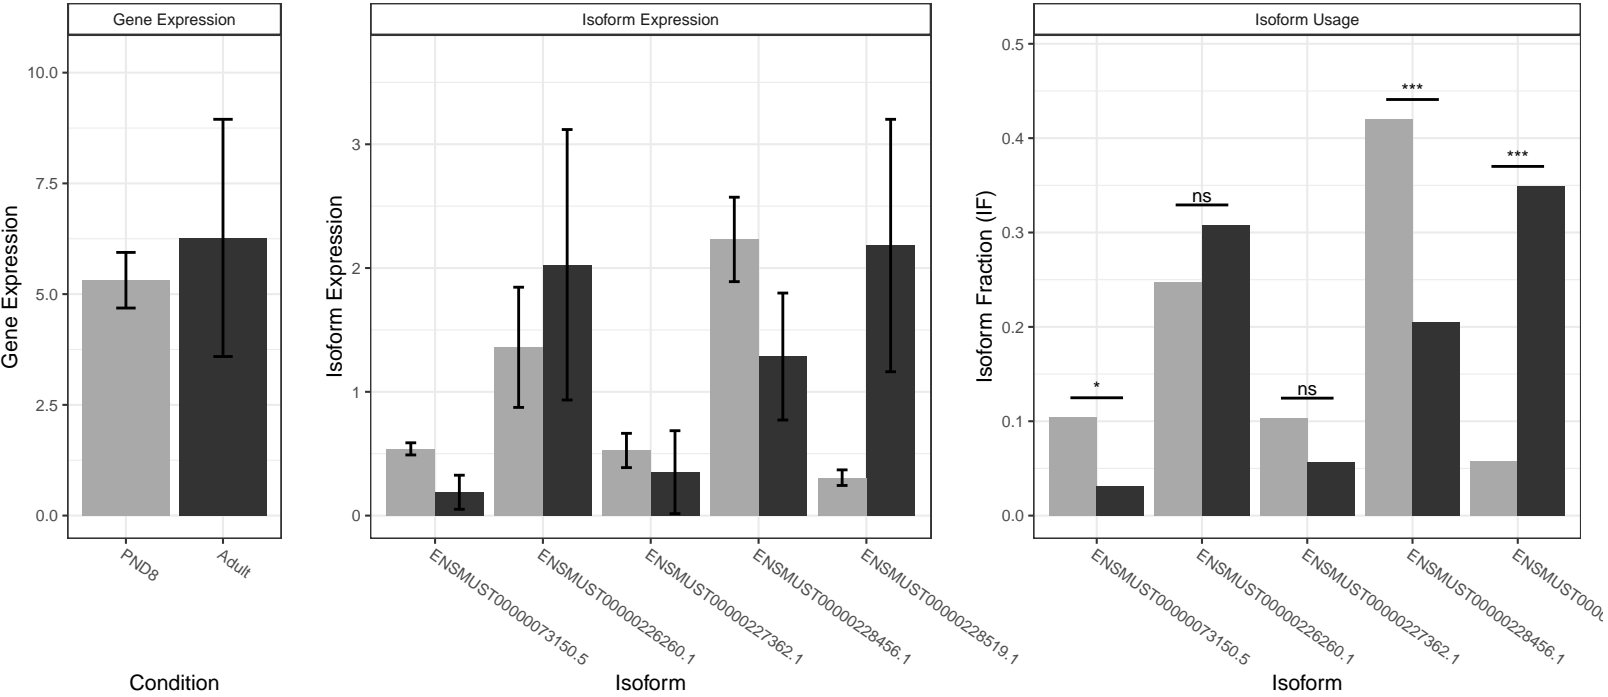 Gene Expression
Isoform Expression
Isoform Usage
Gene Expression
10.0
7.5
5.0
2.5
0.0
PND8
Adult
Condition
Isoform Expression
3
2
1
0
ENSMUST00000073150.5
ENSMUST00000226260.1
ENSMUST00000227362.1
ENSMUST00000228456.1
ENSMUST00000228519.1
Isoform
Isoform Fraction (IF)
0.5
0.4
0.3
0.2
0.1
0.0
*
ns
ns
***
***
ENSMUST00000073150.5
ENSMUST00000226260.1
ENSMUST00000227362.1
ENSMUST00000228456.1
Isoform